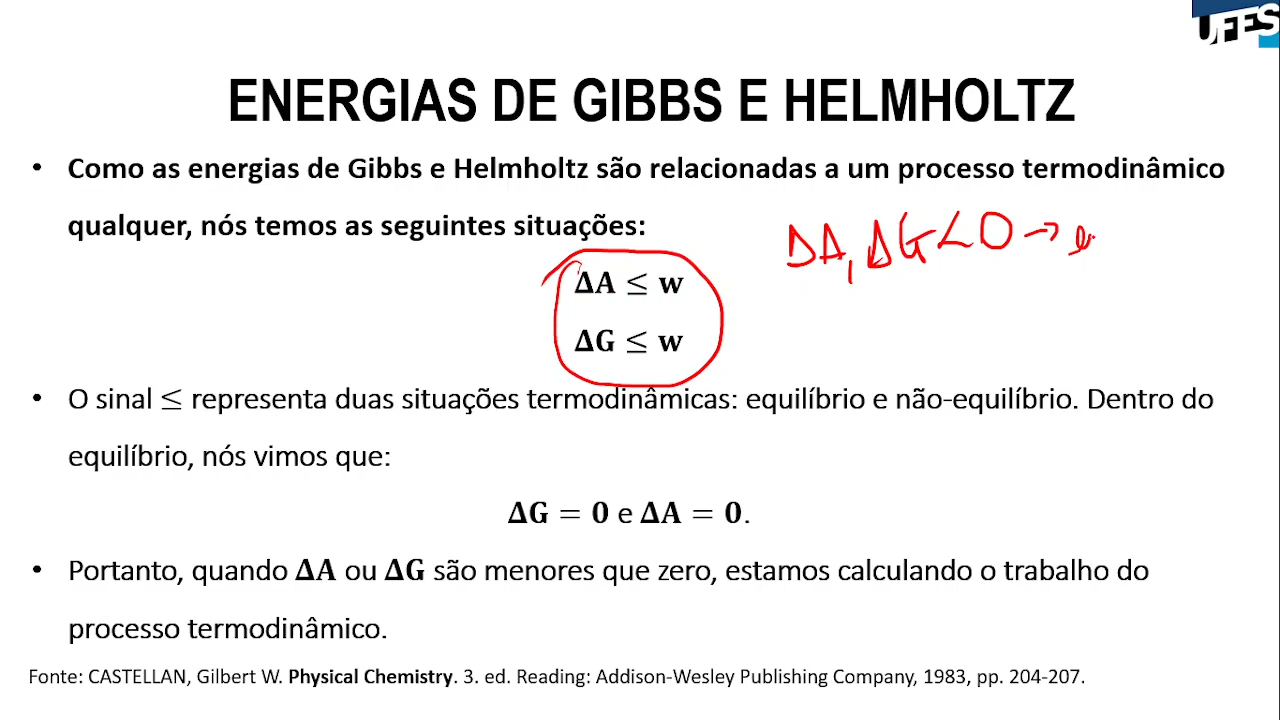 UFES
ENERGIAS DE GIBBS E HELMHOLTZ
• Como as energias de Gibbs e Helmholtz são relacionadas a um processo termodinâmico
qualquer, nós temos as seguintes situações:
ΔA, ΔG < 0 →
ΔA ≤ w
ΔG ≤ w
• O sinal ≤ representa duas situações termodinâmicas: equilíbrio e não-equilíbrio. Dentro do
equilíbrio, nós vimos que:
ΔG = 0 e ΔA = 0.
• Portanto, quando ΔA ou ΔG são menores que zero, estamos calculando o trabalho do
processo termodinâmico.
Fonte: CASTELLAN, Gilbert W. Physical Chemistry. 3. ed. Reading: Addison-Wesley Publishing Company, 1983, pp. 204-207.